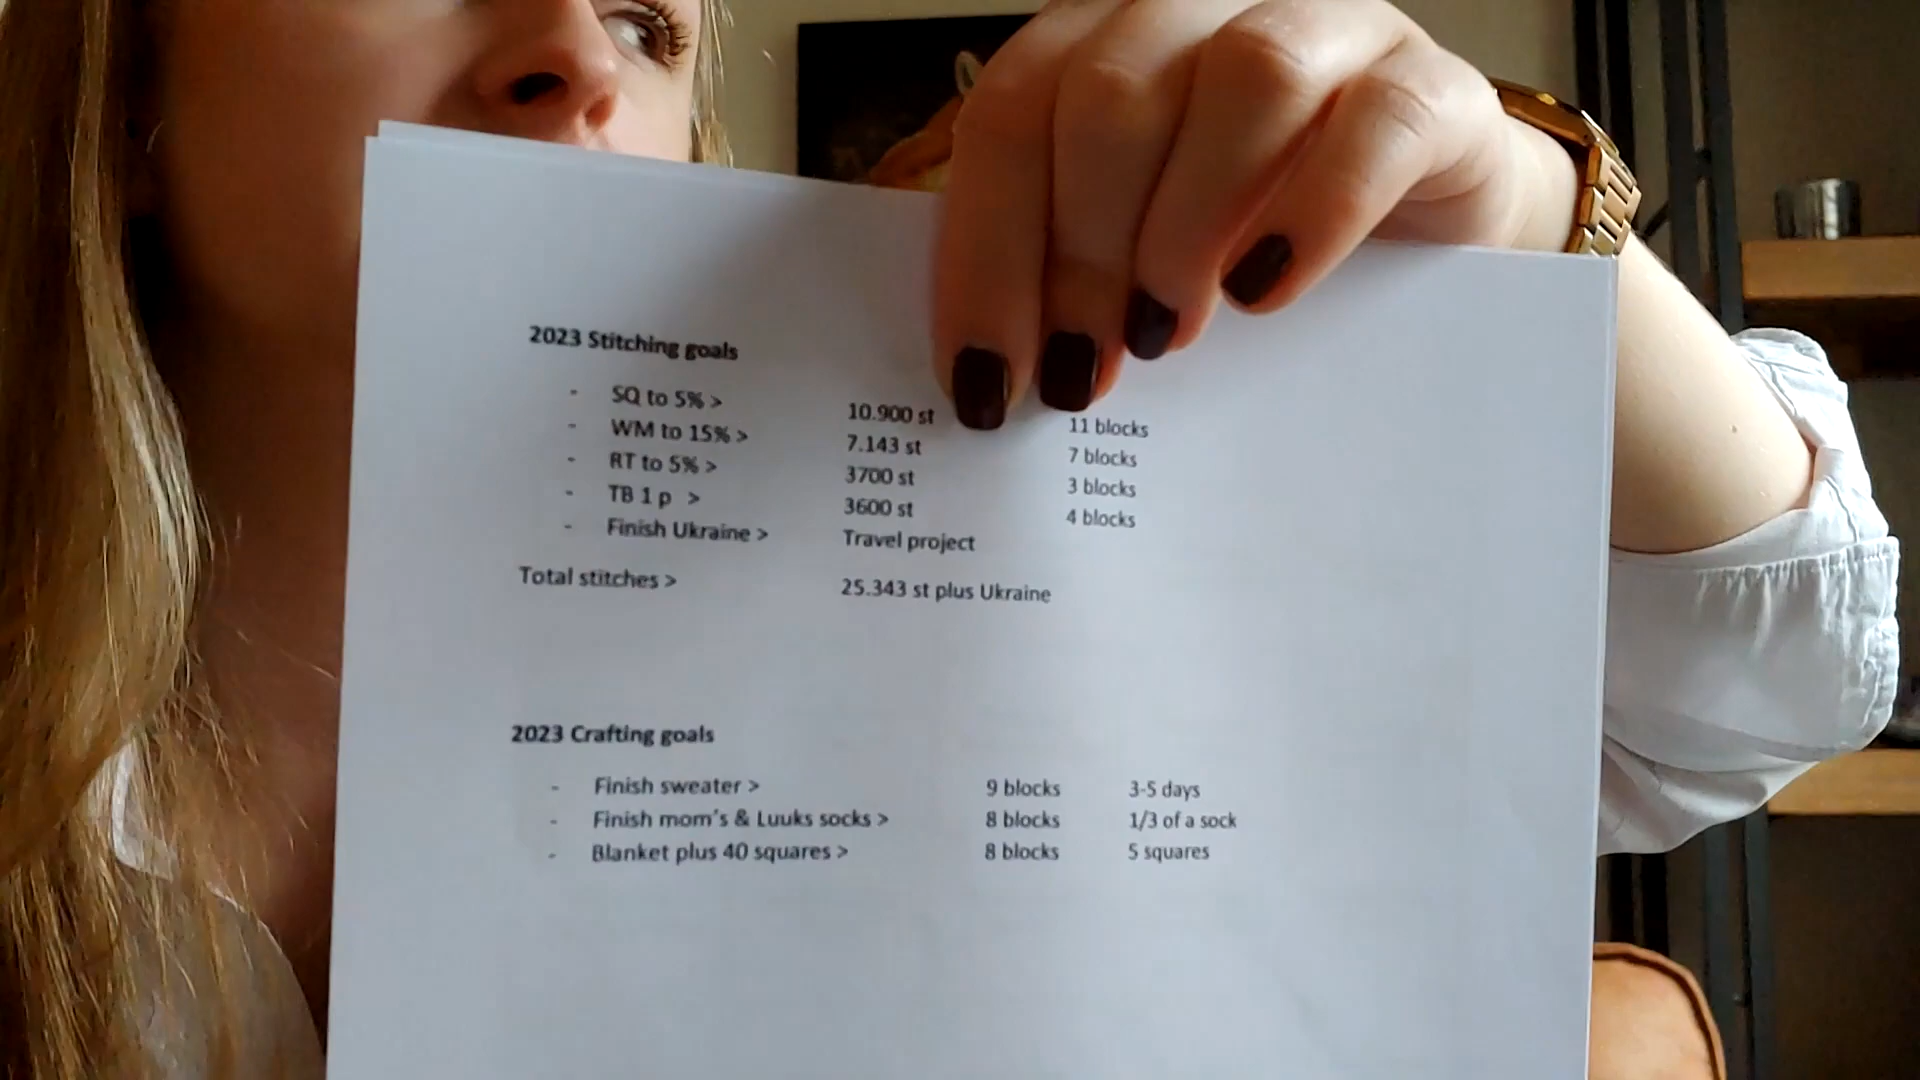 2023 Stitching goals
- SQ to 5% > 10.900 st 11 blocks
- WM to 15% > 7.143 st 7 blocks
- RT to 5% > 3700 st 3 blocks
- TB 1 p > 3600 st 4 blocks
- Finish Ukraine > Travel project
Total stitches > 25.343 st plus Ukraine
2023 Crafting goals
- Finish sweater > 9 blocks 3-5 days
- Finish mom's & Luuks socks > 8 blocks 1/3 of a sock
- Blanket plus 40 squares > 8 blocks 5 squares